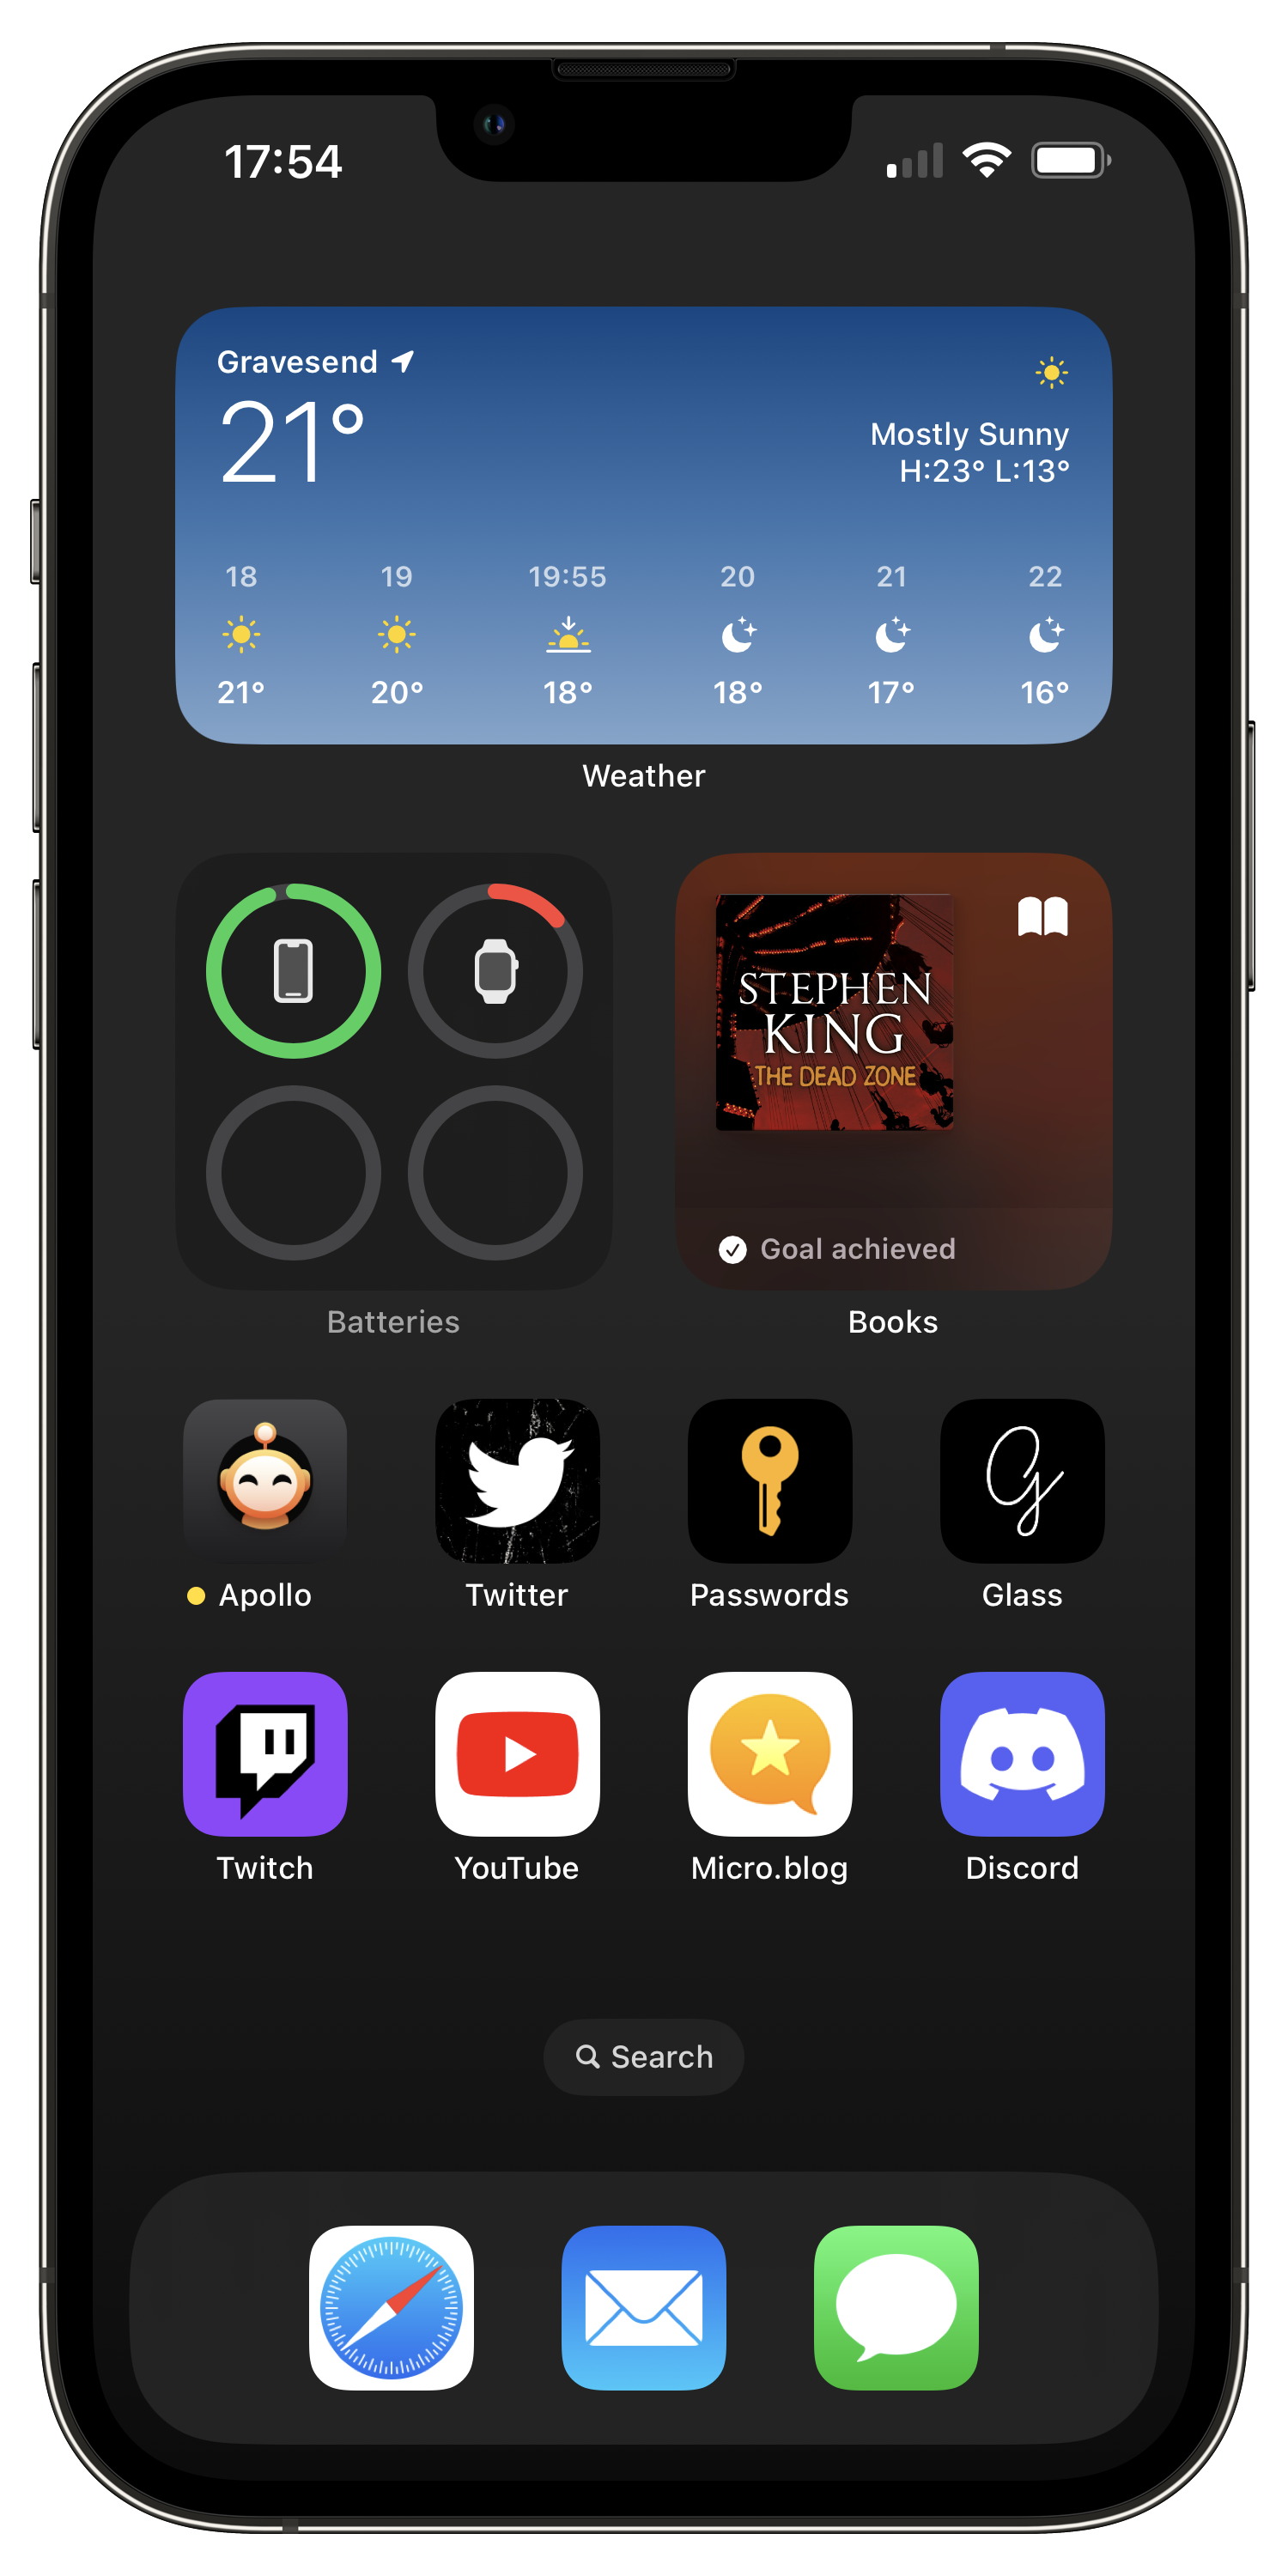 17:54
Gravesend
21°
Mostly Sunny
H:23° L:13°
18 19 19:55 20 21 22
21° 20° 18° 18° 17° 16°
Weather
STEPHEN
KING
THE DEAD ZONE
Goal achieved
Batteries Books
G
Apollo Twitter Passwords Glass
Twitch YouTube Micro.blog Discord
Search